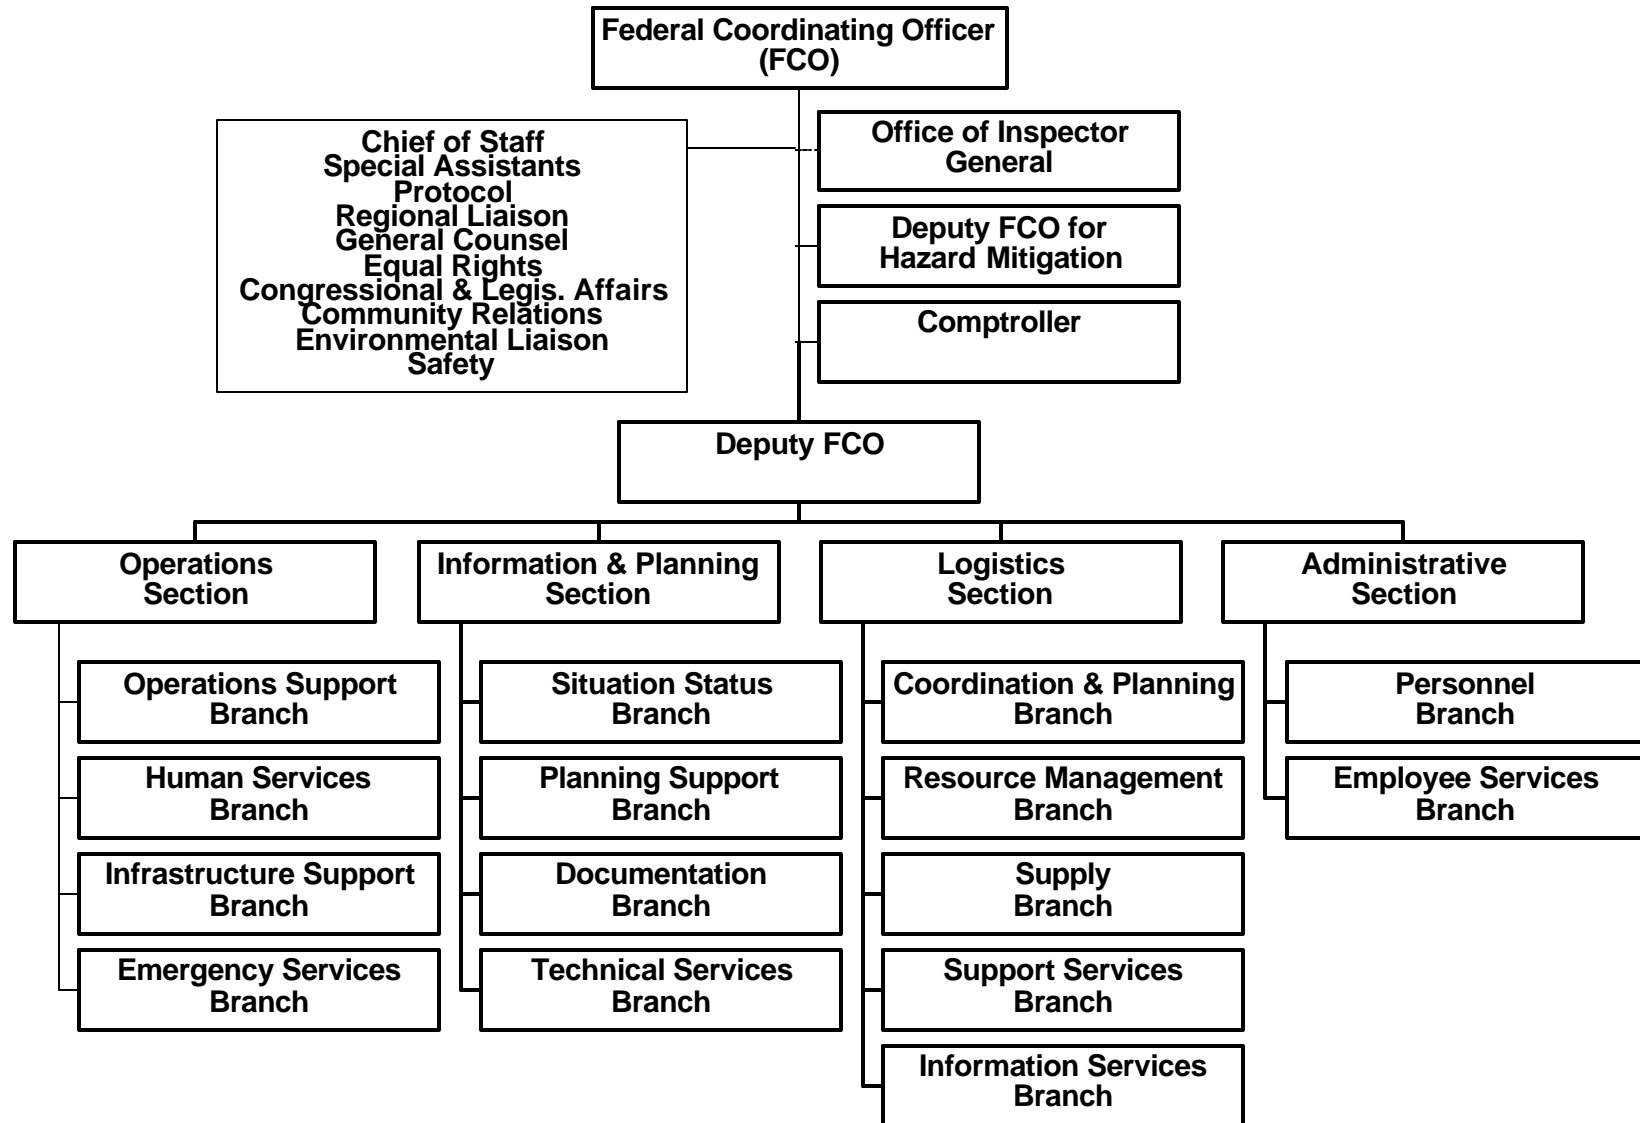 Federal Coordinating Officer
(FCO)
Chief of Staff
Special Assistants
Protocol
Regional Liaison
General Counsel
Equal Rights
Congressional & Legis. Affairs
Community Relations
Environmental Liaison
Safety
Office of Inspector
General
Deputy FCO for
Hazard Mitigation
Comptroller
Deputy FCO
Operations
Section
Operations Support
Branch
Human Services
Branch
Infrastructure Support
Branch
Emergency Services
Branch
Information & Planning
Section
Situation Status
Branch
Planning Support
Branch
Documentation
Branch
Technical Services
Branch
Logistics
Section
Coordination & Planning
Branch
Resource Management
Branch
Supply
Branch
Support Services
Branch
Information Services
Branch
Administrative
Section
Personnel
Branch
Employee Services
Branch